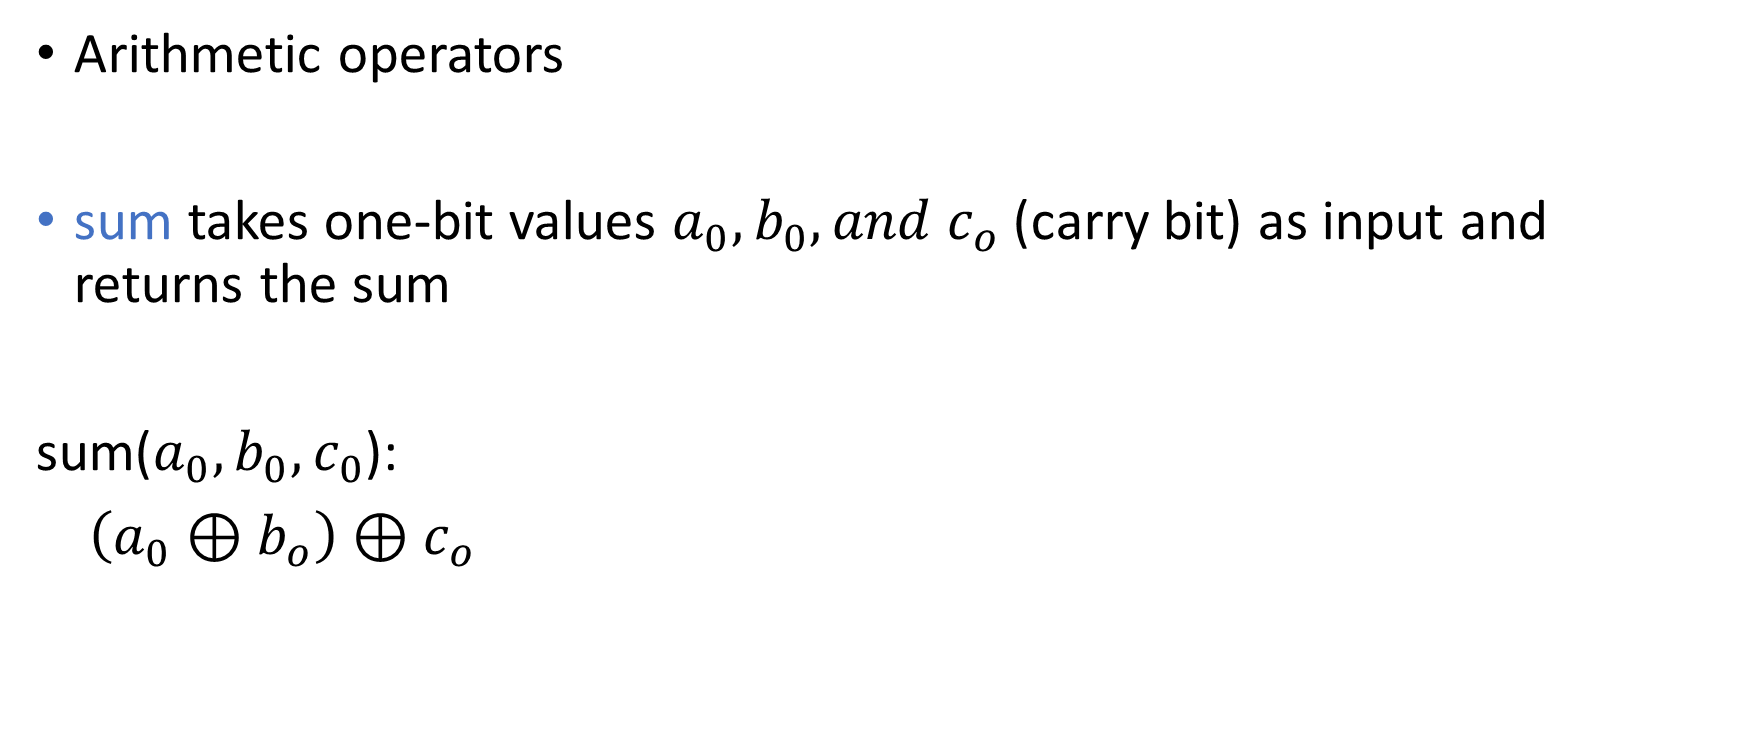 • Arithmetic operators
• sum takes one-bit values a₀, b₀, and cₒ (carry bit) as input and
returns the sum
sum(a₀, b₀, c₀):
(a₀ ⊕ bₒ) ⊕ cₒ